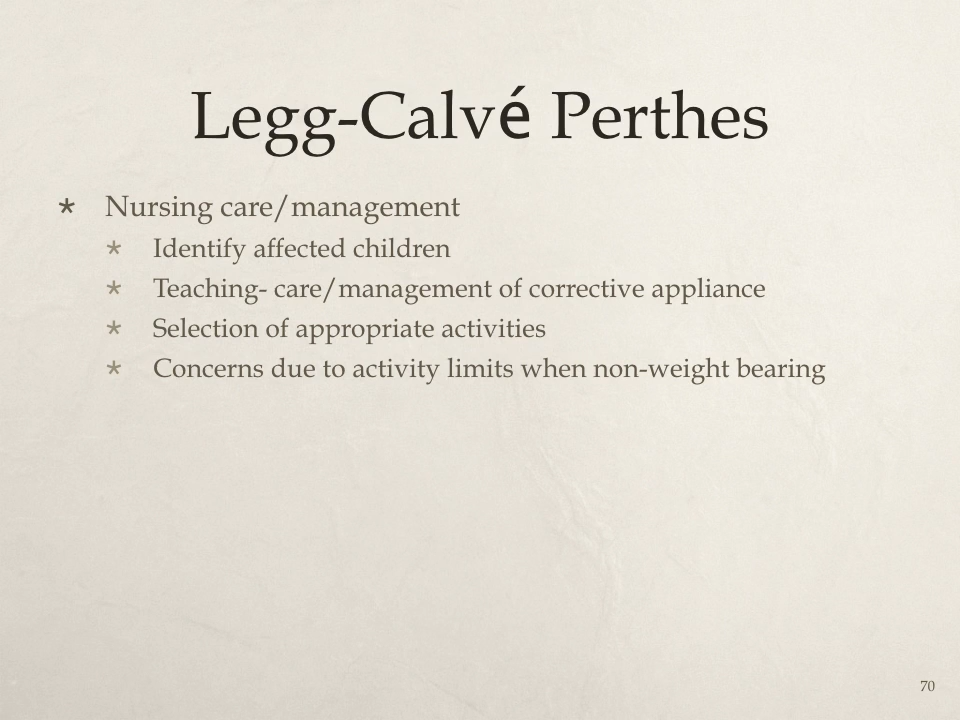 Legg-Calvé Perthes
* Nursing care/management
* Identify affected children
* Teaching- care/management of corrective appliance
* Selection of appropriate activities
* Concerns due to activity limits when non-weight bearing
70